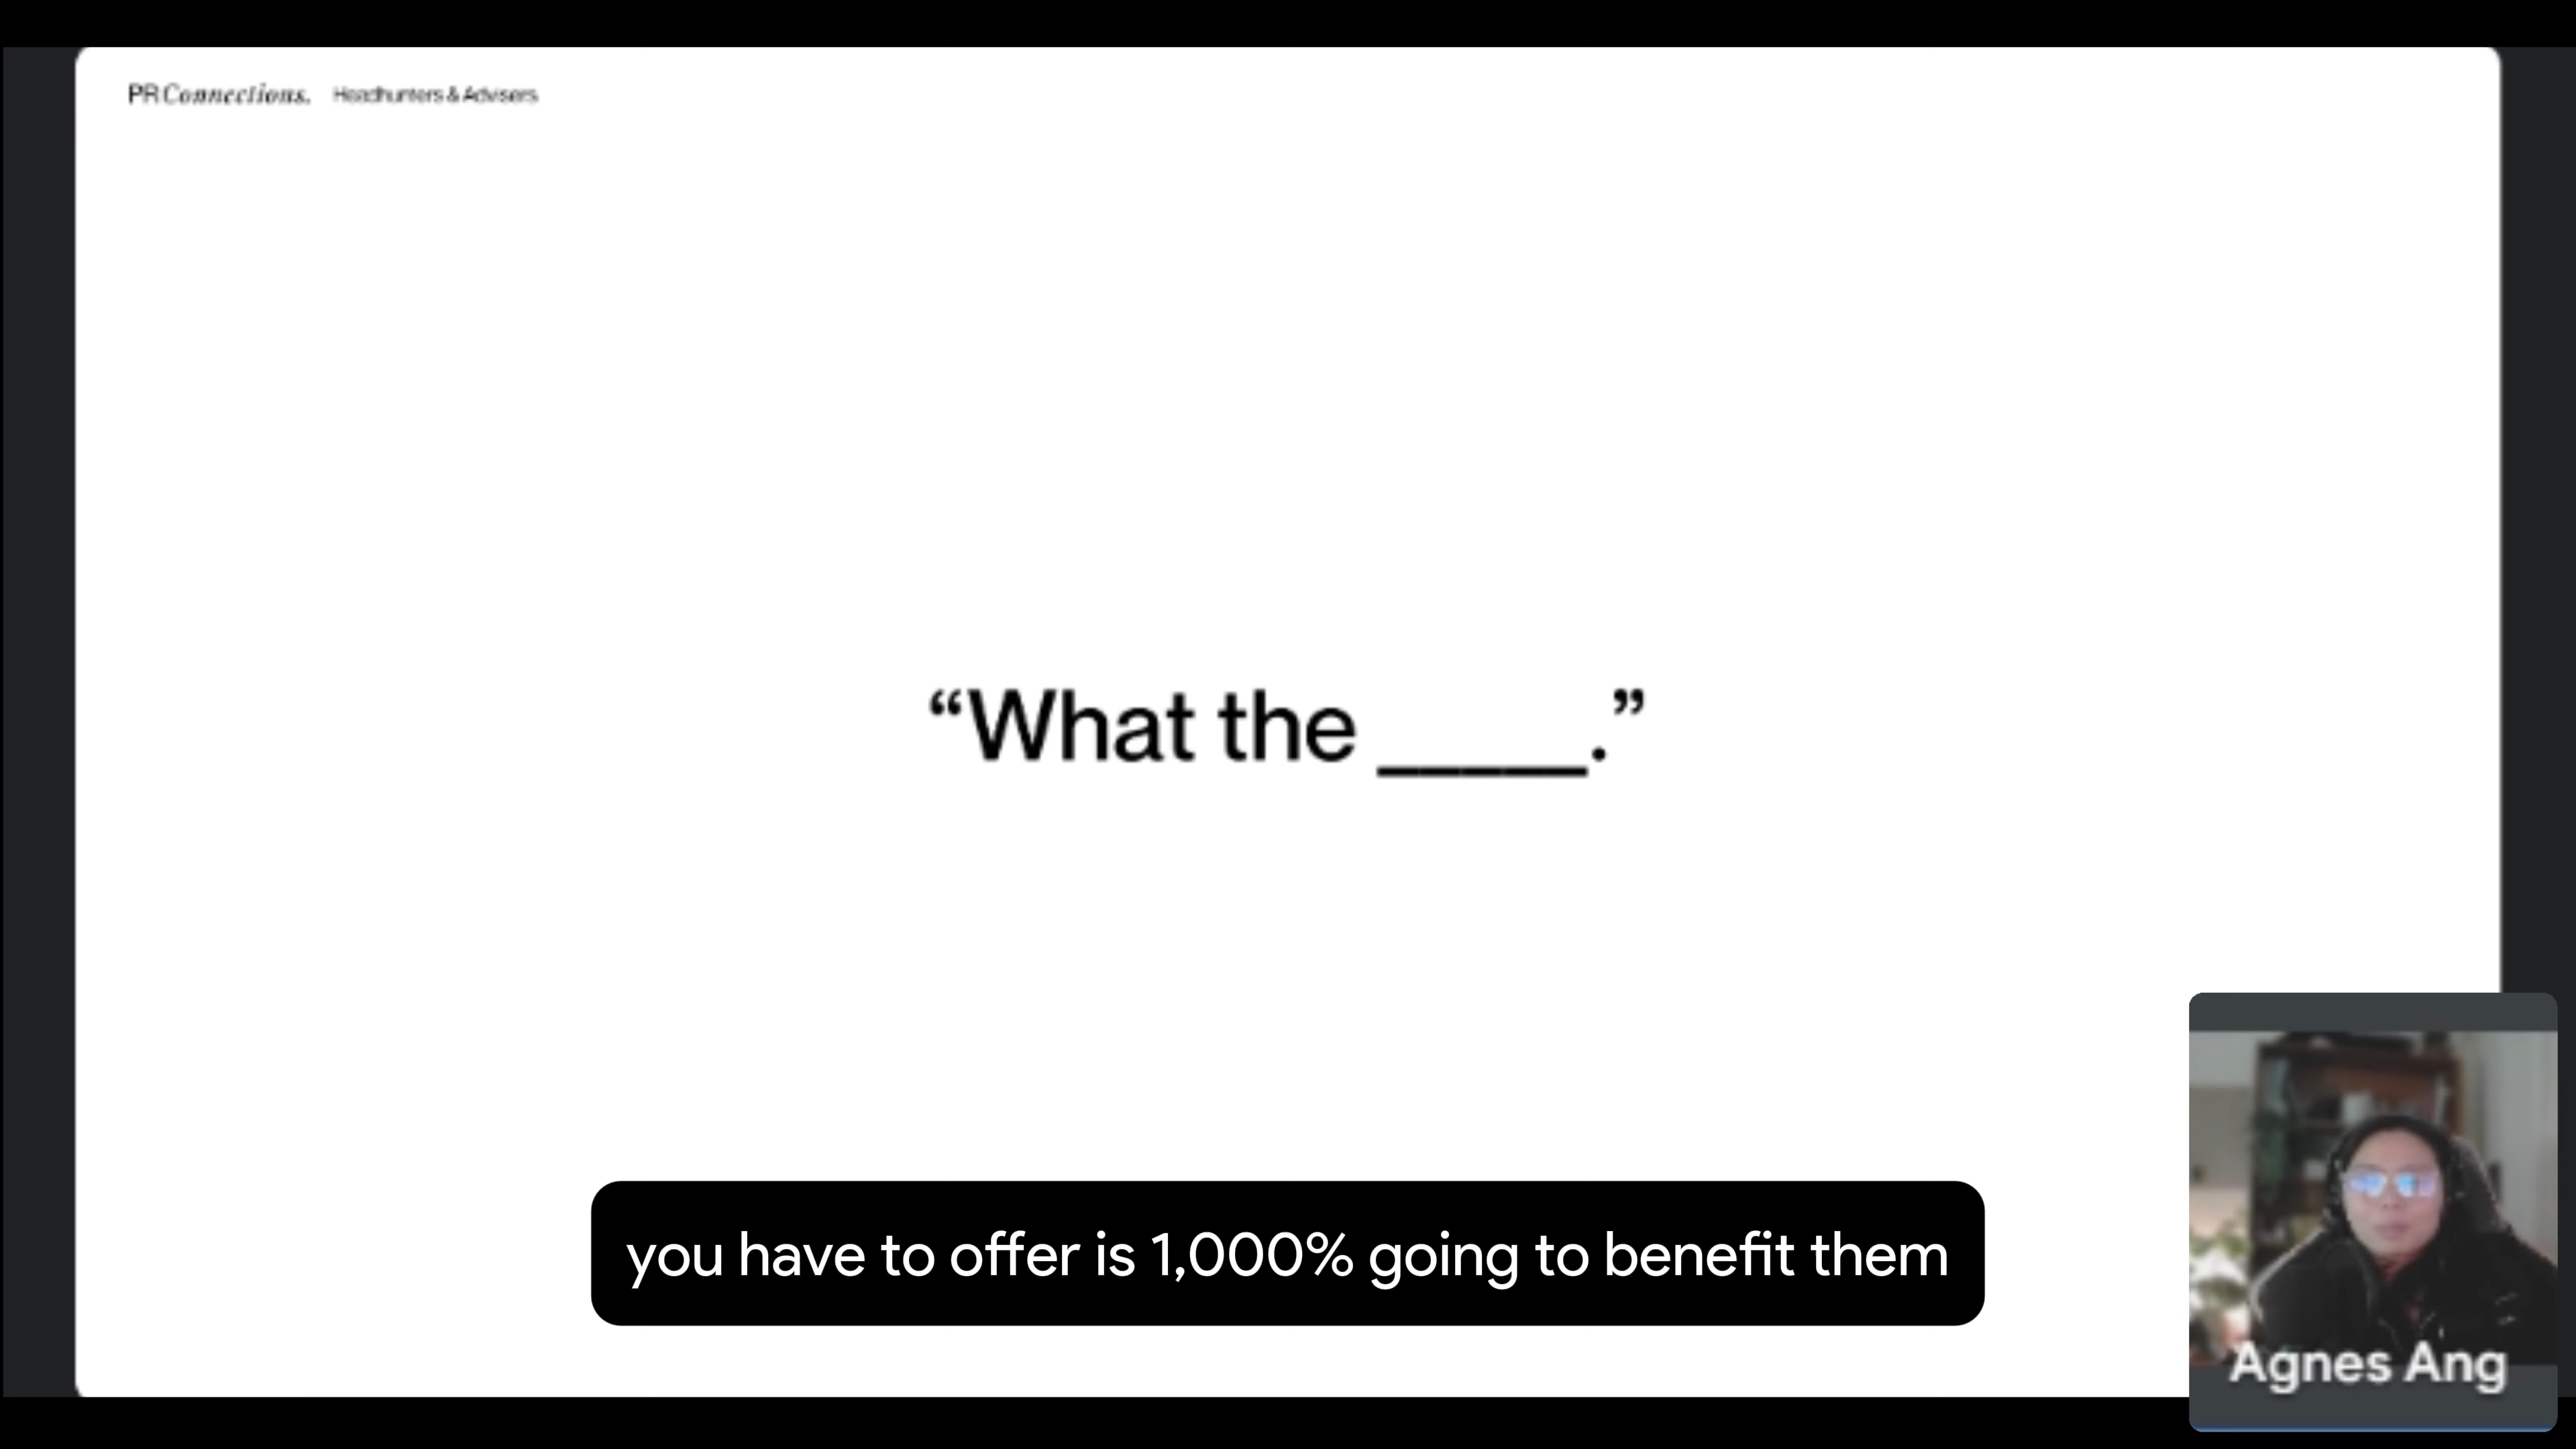 PR Connections. Headhunters & Advisers
“What the _____.”
you have to offer is 1,000% going to benefit them
Agnes Ang